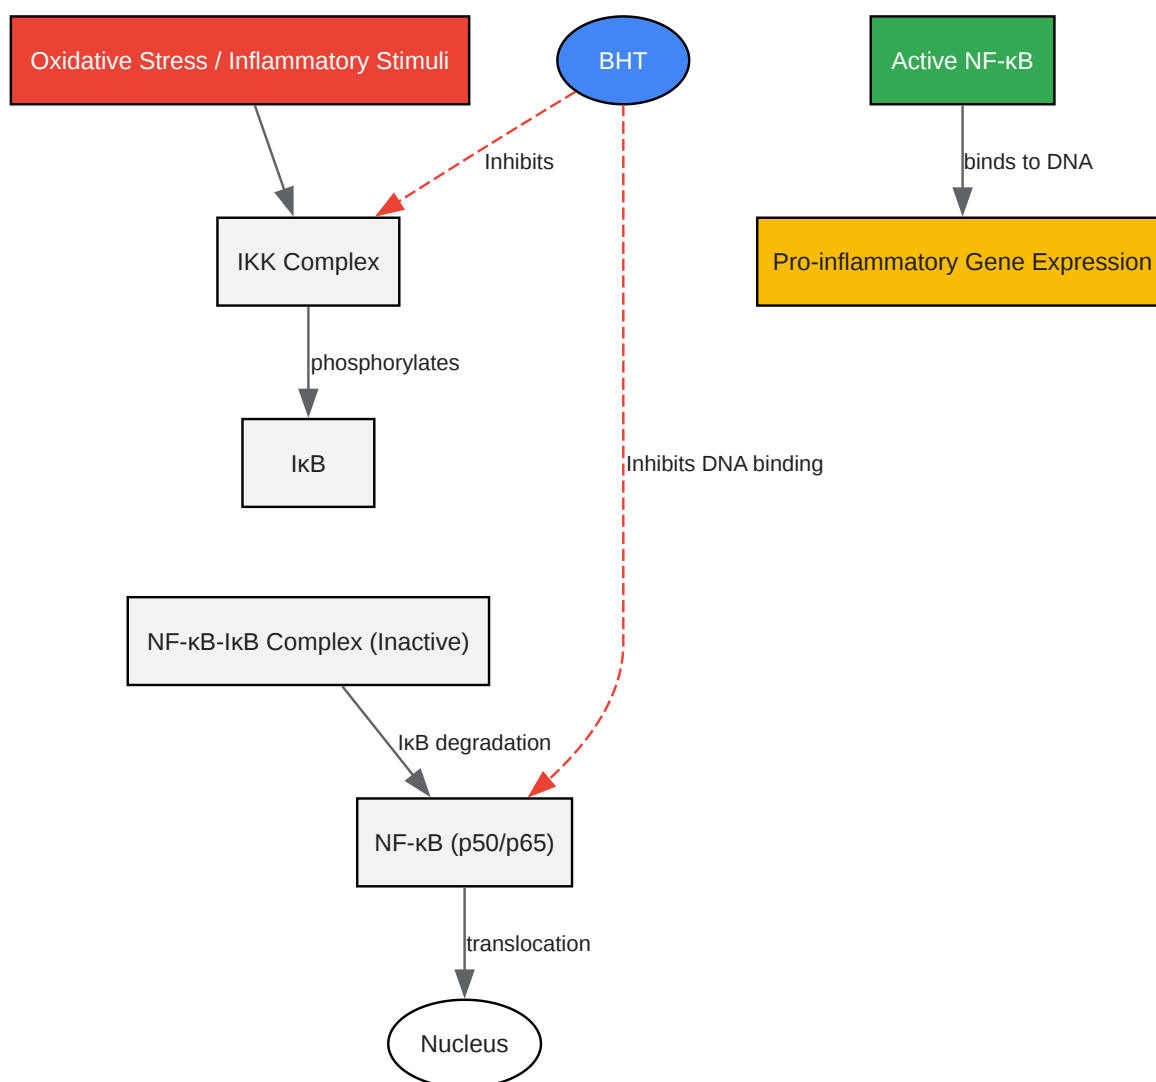 Oxidative Stress / Inflammatory Stimuli
BHT
Active NF-κB
Inhibits
binds to DNA
IKK Complex
Pro-inflammatory Gene Expression
phosphorylates
IκB
Inhibits DNA binding
NF-κB-IκB Complex (Inactive)
IκB degradation
NF-κB (p50/p65)
translocation
Nucleus